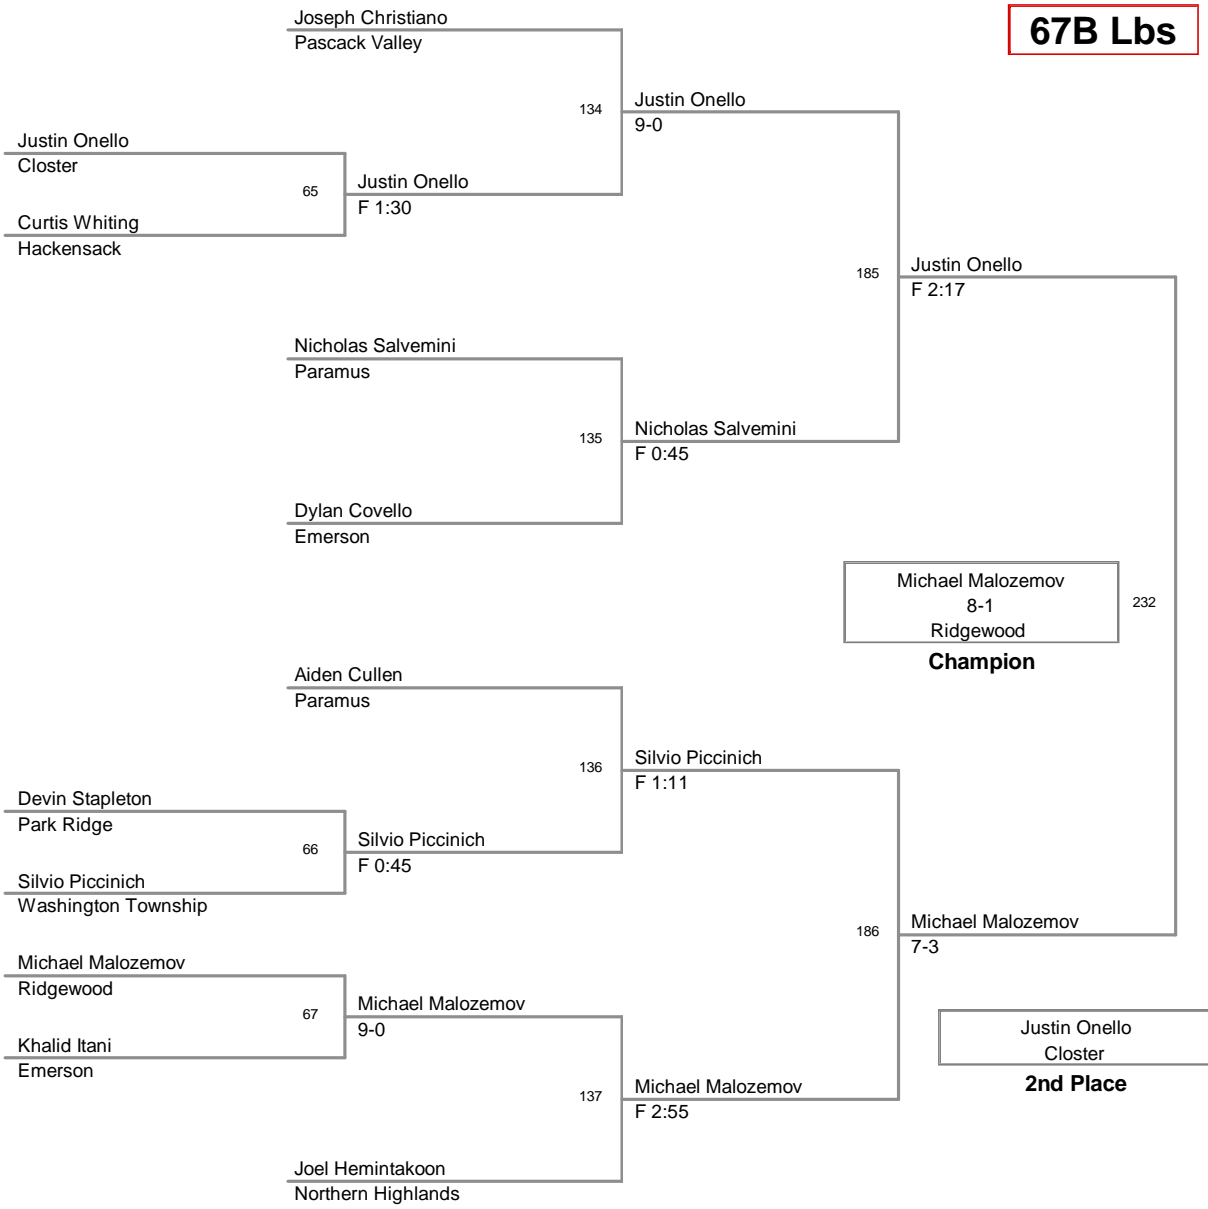 Joseph Christiano
Pascack Valley
67B Lbs
134
Justin Onello
9-0
Justin Onello
Closter
65
Justin Onello
F 1:30
Curtis Whiting
Hackensack
185
Justin Onello
F 2:17
Nicholas Salvemini
Paramus
135
Nicholas Salvemini
F 0:45
Dylan Covello
Emerson
Michael Malozemov
8-1
Ridgewood
232
Champion
Aiden Cullen
Paramus
136
Silvio Piccinich
F 1:11
Devin Stapleton
Park Ridge
66
Silvio Piccinich
F 0:45
Silvio Piccinich
Washington Township
186
Michael Malozemov
7-3
Michael Malozemov
Ridgewood
67
Michael Malozemov
9-0
Khalid Itani
Emerson
Justin Onello
Closter
2nd Place
137
Michael Malozemov
F 2:55
Joel Hemintakoon
Northern Highlands